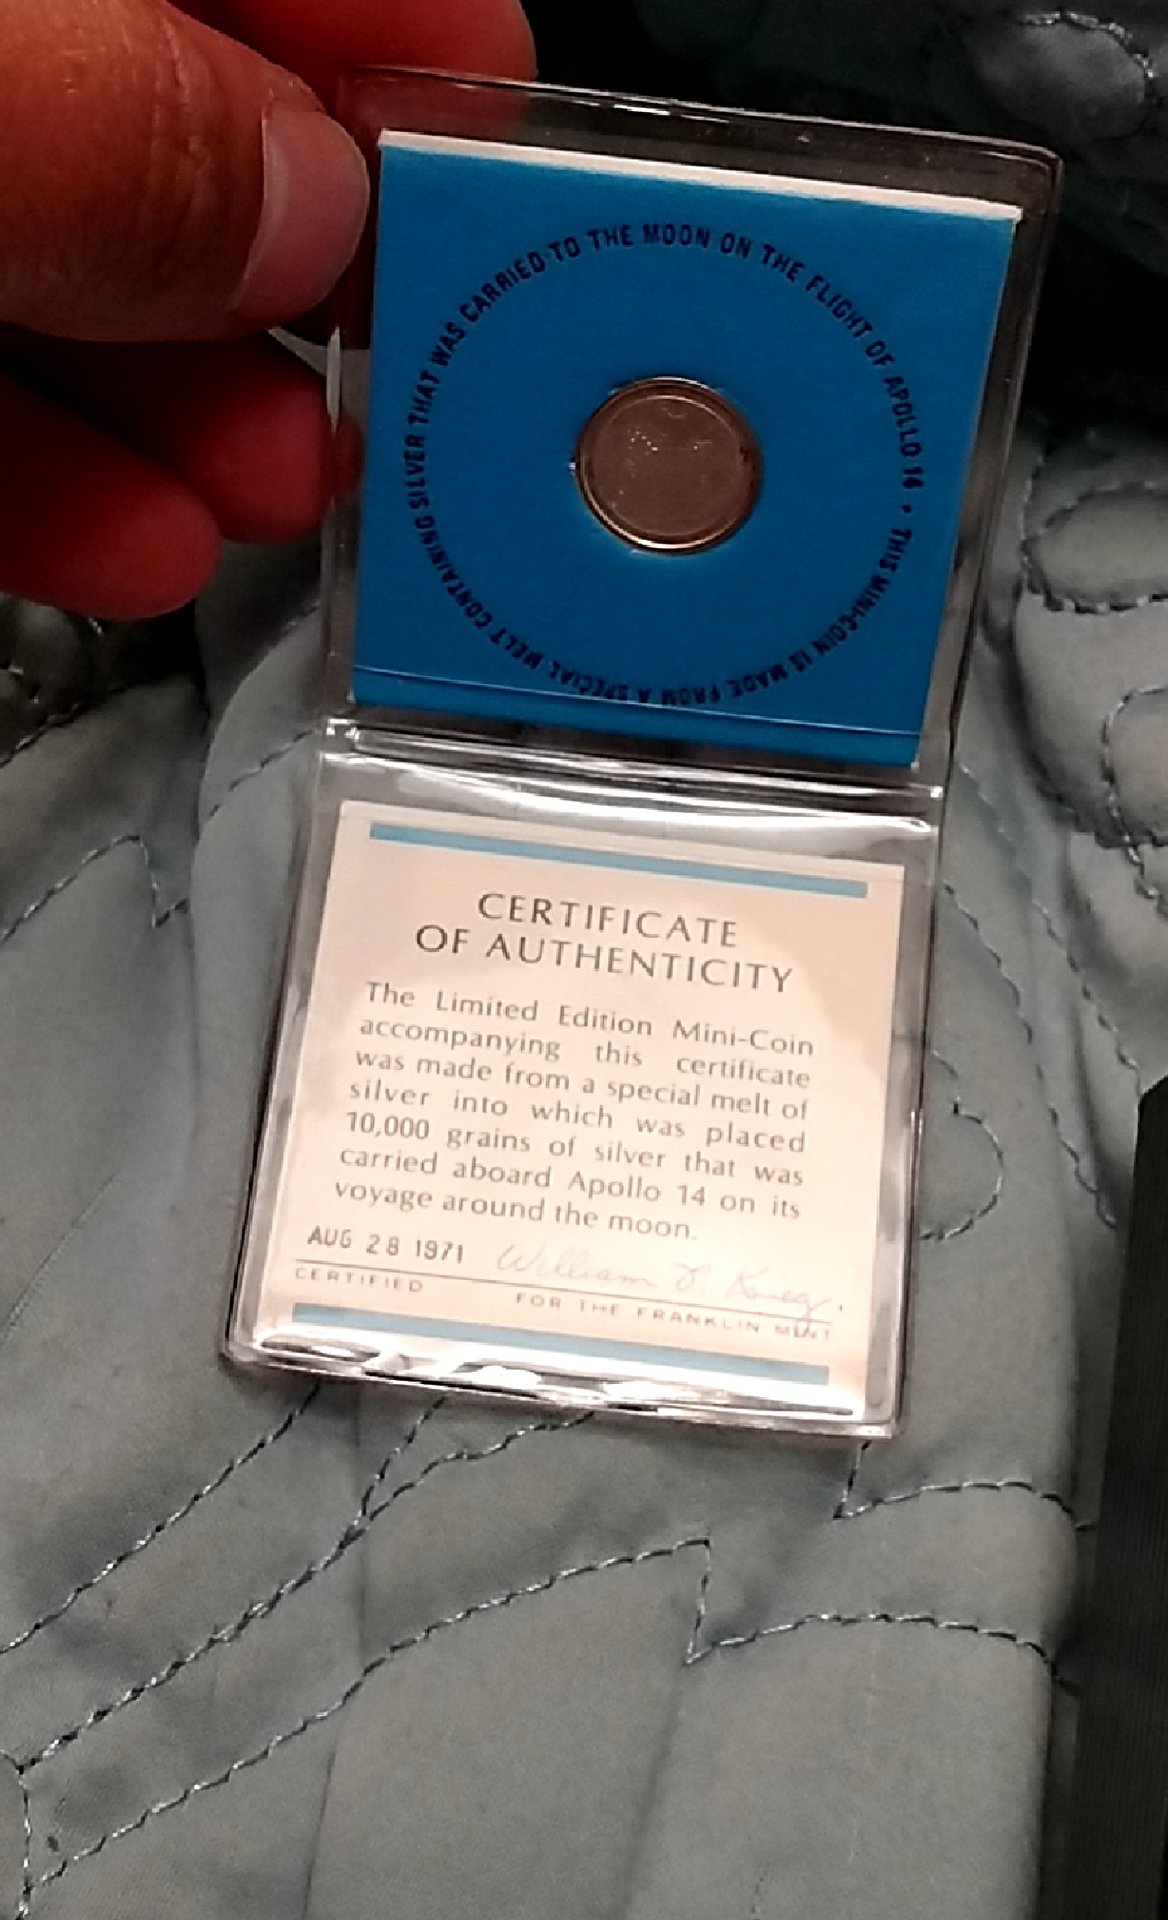 THIS MINI-COIN IS MADE FROM A SPECIAL MELT CONTAINING SILVER THAT WAS CARRIED TO THE MOON ON THE FLIGHT OF APOLLO 14 •
CERTIFICATE
OF AUTHENTICITY
The Limited Edition Mini-Coin
accompanying this certificate
was made from a special melt of
silver into which was placed
10,000 grains of silver that was
carried aboard Apollo 14 on its
voyage around the moon.
AUG 28 1971 William
CERTIFIED FOR THE FRANKLIN MINT